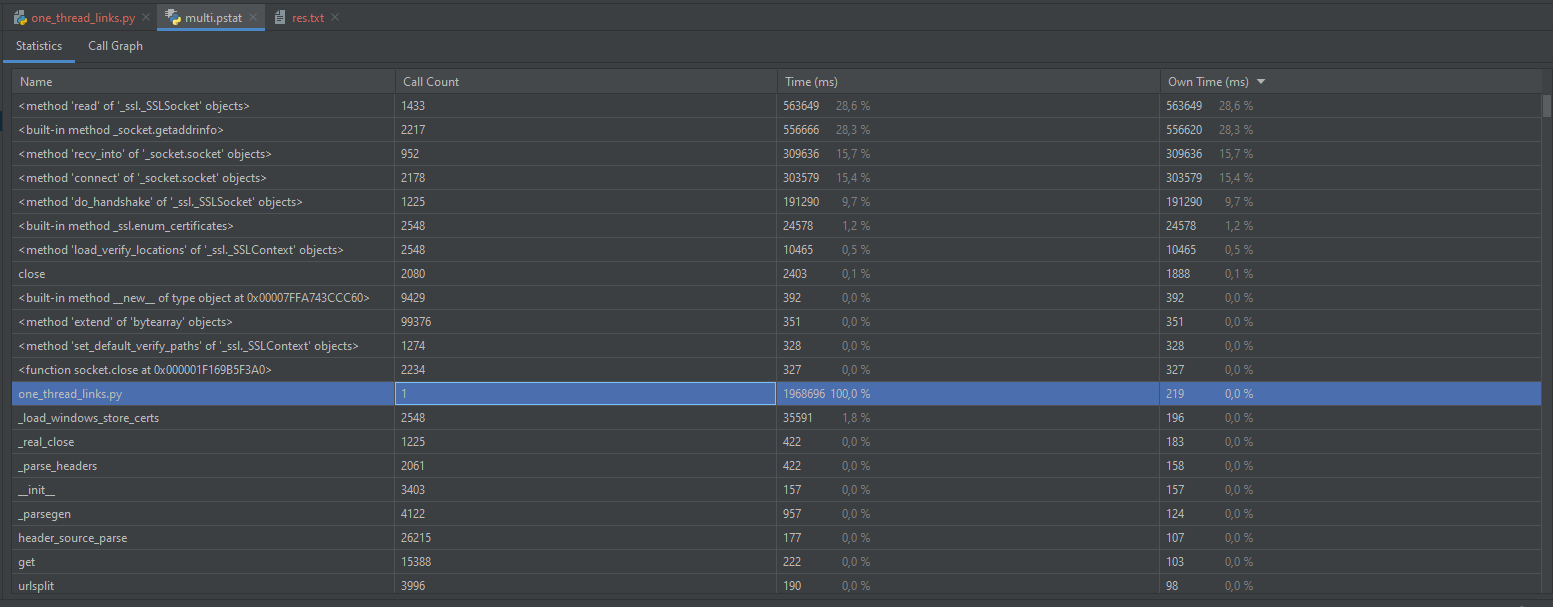 one_thread_links.py multi.pstat res.txt
Statistics Call Graph
Name Call Count Time (ms) Own Time (ms)
<method 'read' of '_ssl._SSLSocket' objects> 1433 563649 28,6 % 563649 28,6 %
<built-in method _socket.getaddrinfo> 2217 556666 28,3 % 556620 28,3 %
<method 'recv_into' of '_socket.socket' objects> 952 309636 15,7 % 309636 15,7 %
<method 'connect' of '_socket.socket' objects> 2178 303579 15,4 % 303579 15,4 %
<method 'do_handshake' of '_ssl._SSLSocket' objects> 1225 191290 9,7 % 191290 9,7 %
<built-in method _ssl.enum_certificates> 2548 24578 1,2 % 24578 1,2 %
<method 'load_verify_locations' of '_ssl._SSLContext' objects> 2548 10465 0,5 % 10465 0,5 %
close 2080 2403 0,1 % 1888 0,1 %
<built-in method __new__ of type object at 0x00007FFA743CCC60> 9429 392 0,0 % 392 0,0 %
<method 'extend' of 'bytearray' objects> 99376 351 0,0 % 351 0,0 %
<method 'set_default_verify_paths' of '_ssl._SSLContext' objects> 1274 328 0,0 % 328 0,0 %
<function socket.close at 0x000001F169B5F3A0> 2234 327 0,0 % 327 0,0 %
one_thread_links.py 1 1968696 100,0 % 219 0,0 %
_load_windows_store_certs 2548 35591 1,8 % 196 0,0 %
_real_close 1225 422 0,0 % 183 0,0 %
_parse_headers 2061 422 0,0 % 158 0,0 %
__init__ 3403 157 0,0 % 157 0,0 %
_parsegen 4122 957 0,0 % 124 0,0 %
header_source_parse 26215 177 0,0 % 107 0,0 %
get 15388 222 0,0 % 103 0,0 %
urlsplit 3996 190 0,0 % 98 0,0 %